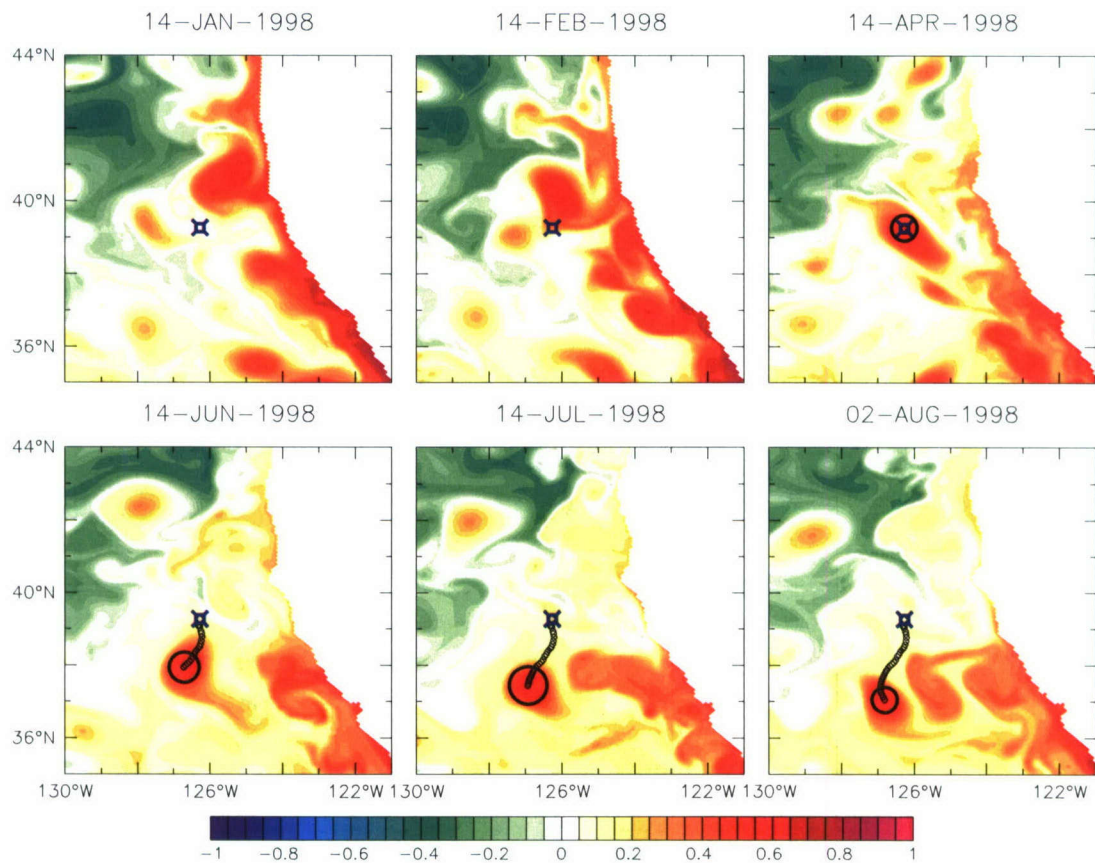 14-JAN-1998 14-FEB-1998 14-APR-1998
44°N
40°N
36°N
14-JUN-1998 14-JUL-1998 02-AUG-1998
44°N
40°N
36°N
130°W 126°W 122°W 130°W 126°W 122°W 130°W 126°W 122°W
-1 -0.8 -0.6 -0.4 -0.2 0 0.2 0.4 0.6 0.8 1